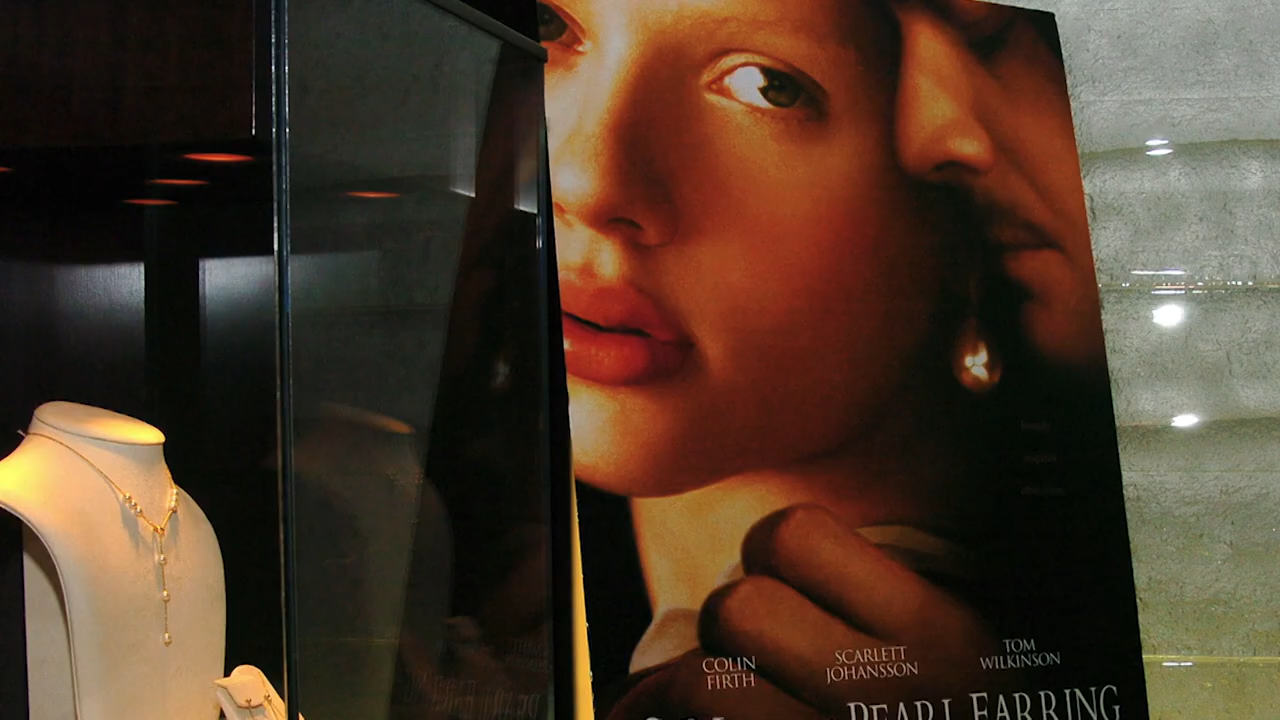 COLIN
FIRTH
SCARLETT
JOHANSSON
TOM
WILKINSON
PEARL EARRING